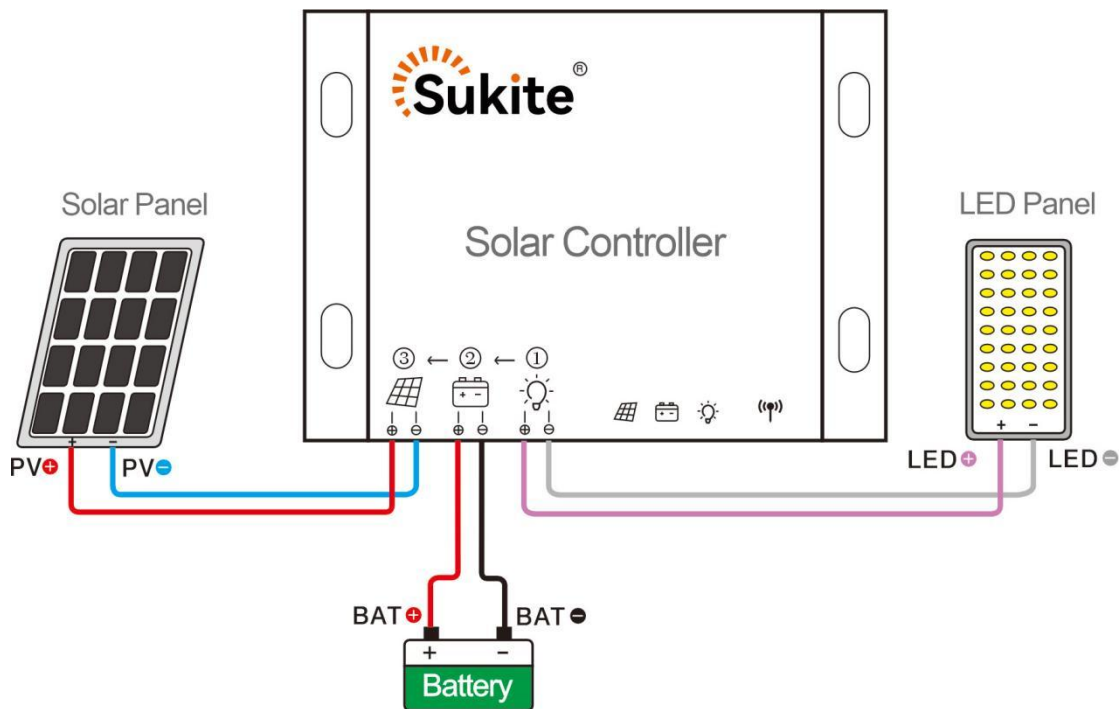 Sukite®
Solar Panel
LED Panel
Solar Controller
③ ← ② ← ①
+ -
+ -
⊕ ⊖ ⊕ ⊖ ⊕ ⊖
+ -
+ -
PV⊕ PV⊖
LED⊕ LED⊖
BAT⊕ BAT⊖
+ -
Battery